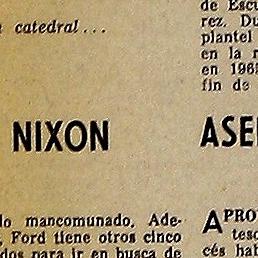 catedral...
de Escu
rez. Du
plantel
en la
en 196
fin de
NIXON
ASE
lo mancomunado, Ade-
Ford tiene otros cinco
dos para ir en busca de
APRO
teso
cés hab